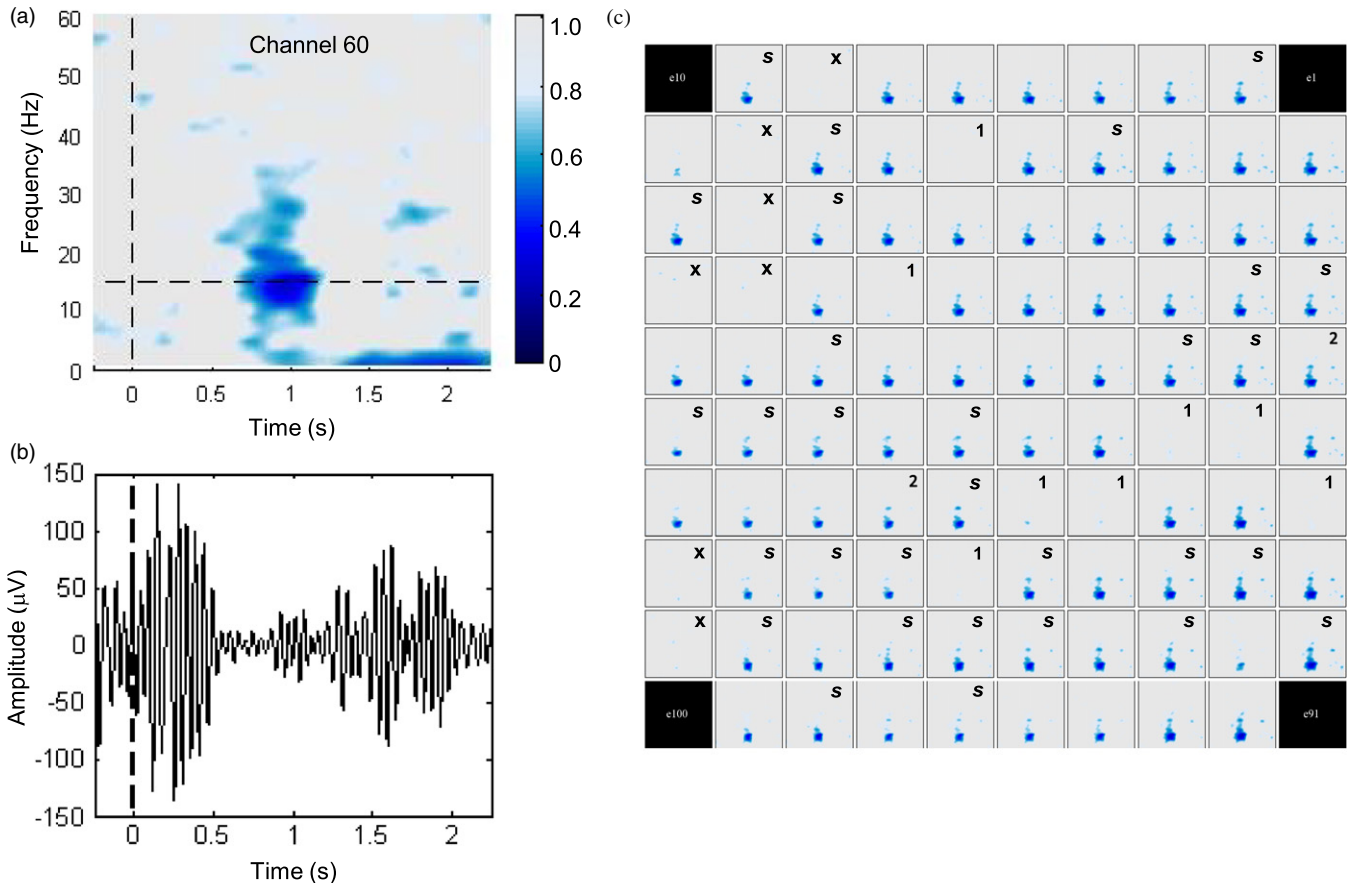 (a)
Channel 60
Frequency (Hz)
60
50
40
30
20
10
0
0 0.5 1 1.5 2
Time (s)
1.0
0.8
0.6
0.4
0.2
0
(b)
Amplitude (μV)
150
100
50
0
-50
-100
-150
0 0.5 1 1.5 2
Time (s)
(c)
e10 s x s e1
x s 1 s
s x s
x x 1 s s
s s s 2
s s s s 1 1
2 s 1 1 1
x s s s 1 s s s
x s s s s s s
e100 s s e91